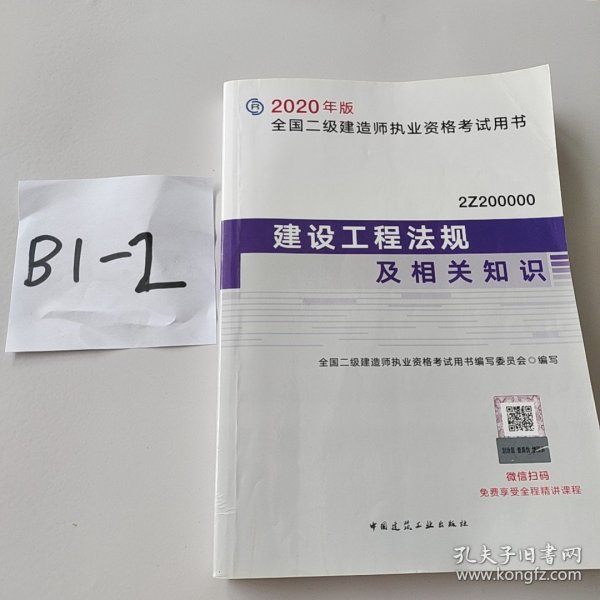 B1-2
2020年版
全国二级建造师执业资格考试用书
2Z200000
建设工程法规
及相关知识
全国二级建造师执业资格考试用书编写委员会◎编写
微信扫码
免费享受全程精讲课程
中国建筑工业出版社
孔夫子旧书网
www.kongfz.com